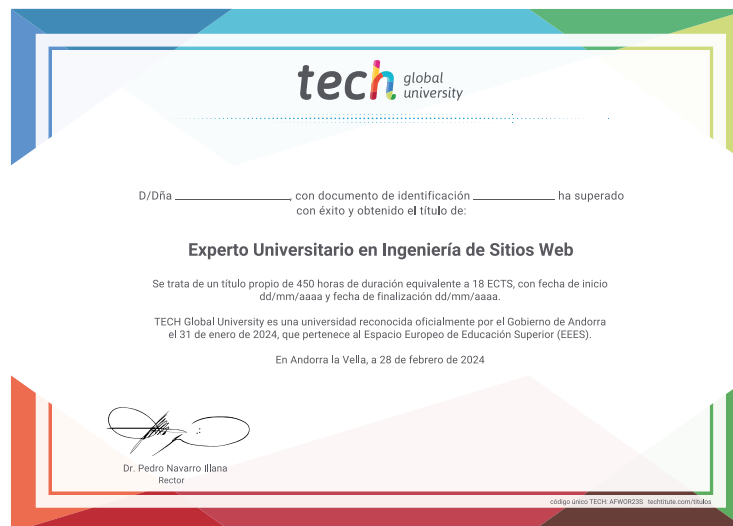 tech global university
D/Dña ____________________, con documento de identificación ______________ ha superado
con éxito y obtenido el título de:
Experto Universitario en Ingeniería de Sitios Web
Se trata de un título propio de 450 horas de duración equivalente a 18 ECTS, con fecha de inicio
dd/mm/aaaa y fecha de finalización dd/mm/aaaa.
TECH Global University es una universidad reconocida oficialmente por el Gobierno de Andorra
el 31 de enero de 2024, que pertenece al Espacio Europeo de Educación Superior (EEES).
En Andorra la Vella, a 28 de febrero de 2024
Dr. Pedro Navarro Illana
Rector
código único TECH: AFWOR23S techtitute.com/titulos